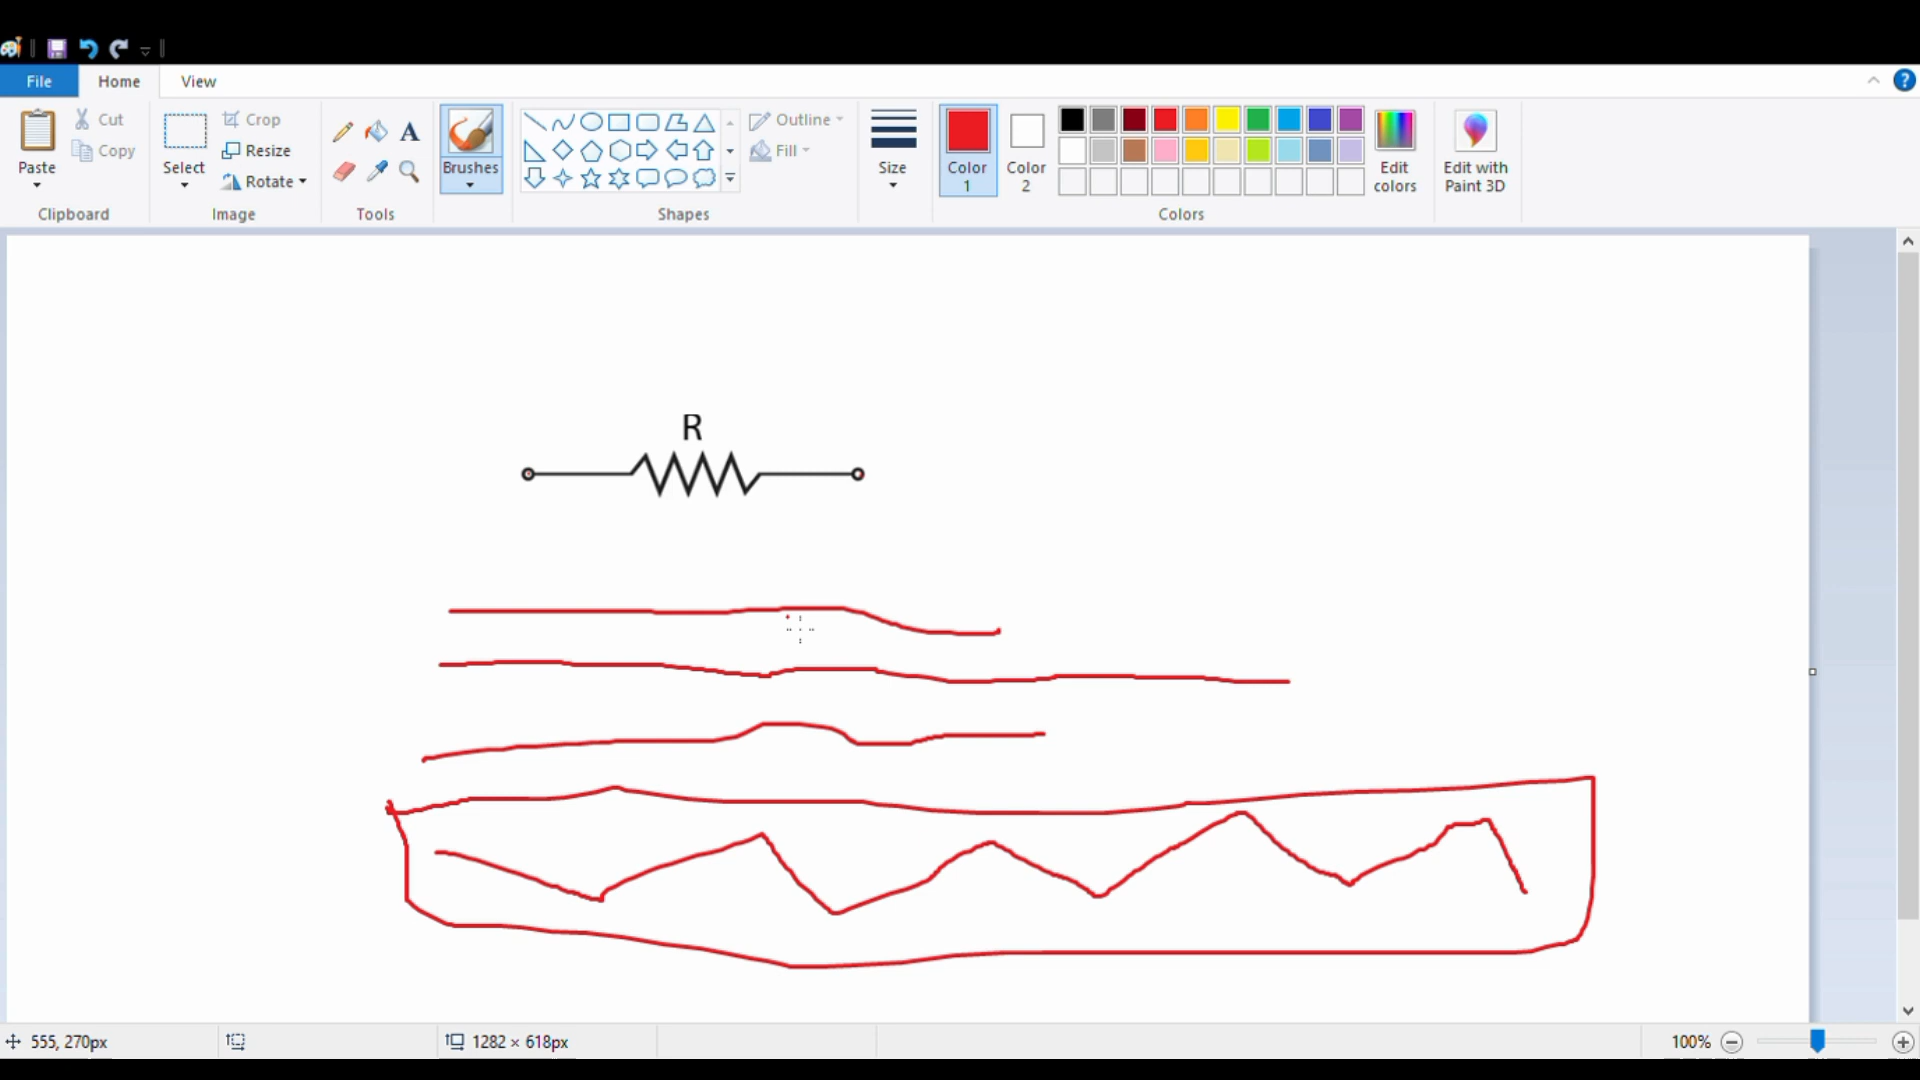 File Home View
Paste Cut Copy
Select Crop Resize Rotate
A
Brushes
Outline Fill
Size
Color 1 Color 2
Edit colors
Edit with Paint 3D
Clipboard Image Tools Shapes Colors
R
555, 270px 1282 × 618px 100%